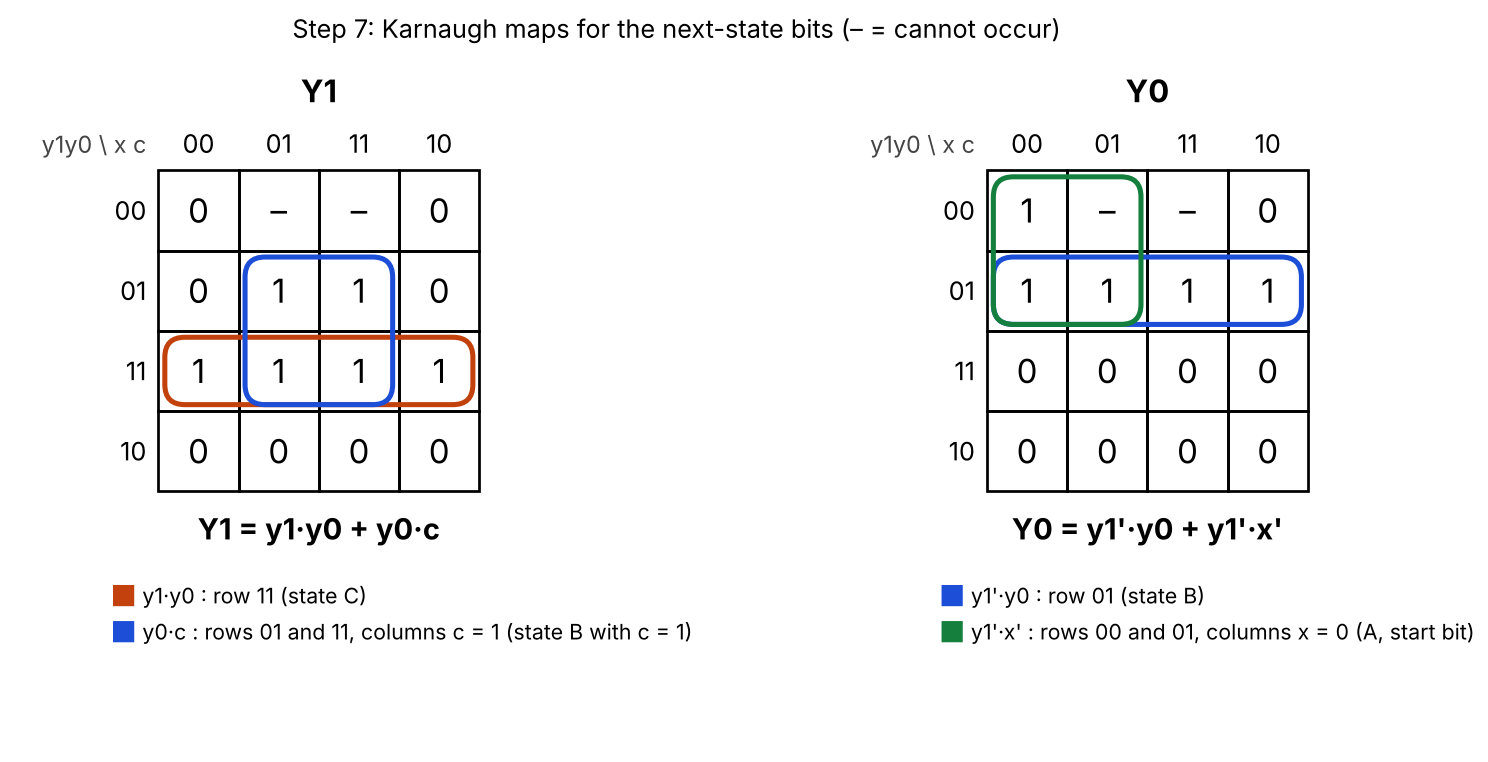 Step 7: Karnaugh maps for the next-state bits (– = cannot occur)
Y1
y1y0 \ x c 00 01 11 10
00 0 – – 0
01 0 1 1 0
11 1 1 1 1
10 0 0 0 0
Y1 = y1·y0 + y0·c
y1·y0 : row 11 (state C)
y0·c : rows 01 and 11, columns c = 1 (state B with c = 1)
Y0
y1y0 \ x c 00 01 11 10
00 1 – – 0
01 1 1 1 1
11 0 0 0 0
10 0 0 0 0
Y0 = y1'·y0 + y1'·x'
y1'·y0 : row 01 (state B)
y1'·x' : rows 00 and 01, columns x = 0 (A, start bit)